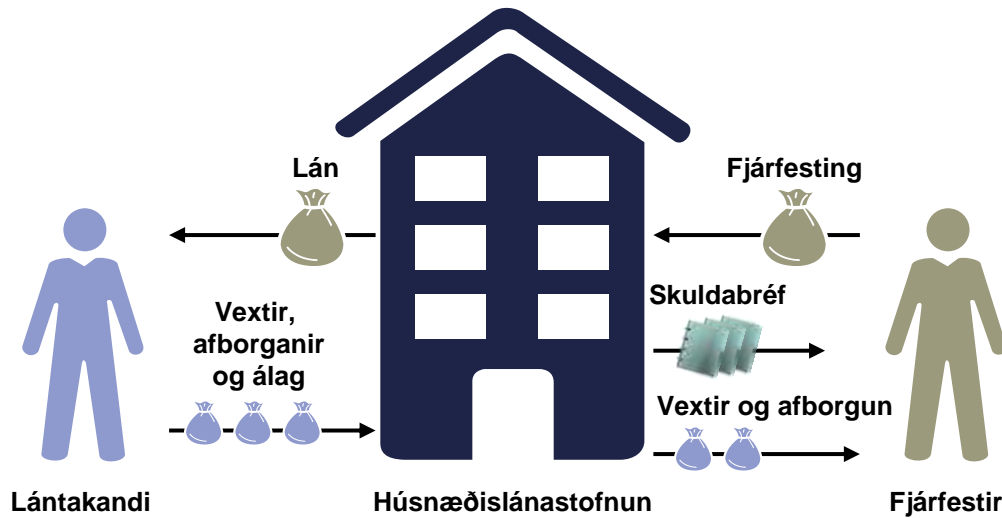 Lán
Fjárfesting
Skuldabréf
Vextir,
afborganir
og álag
Vextir og afborgun
Lántakandi
Húsnæðislánastofnun
Fjárfestir